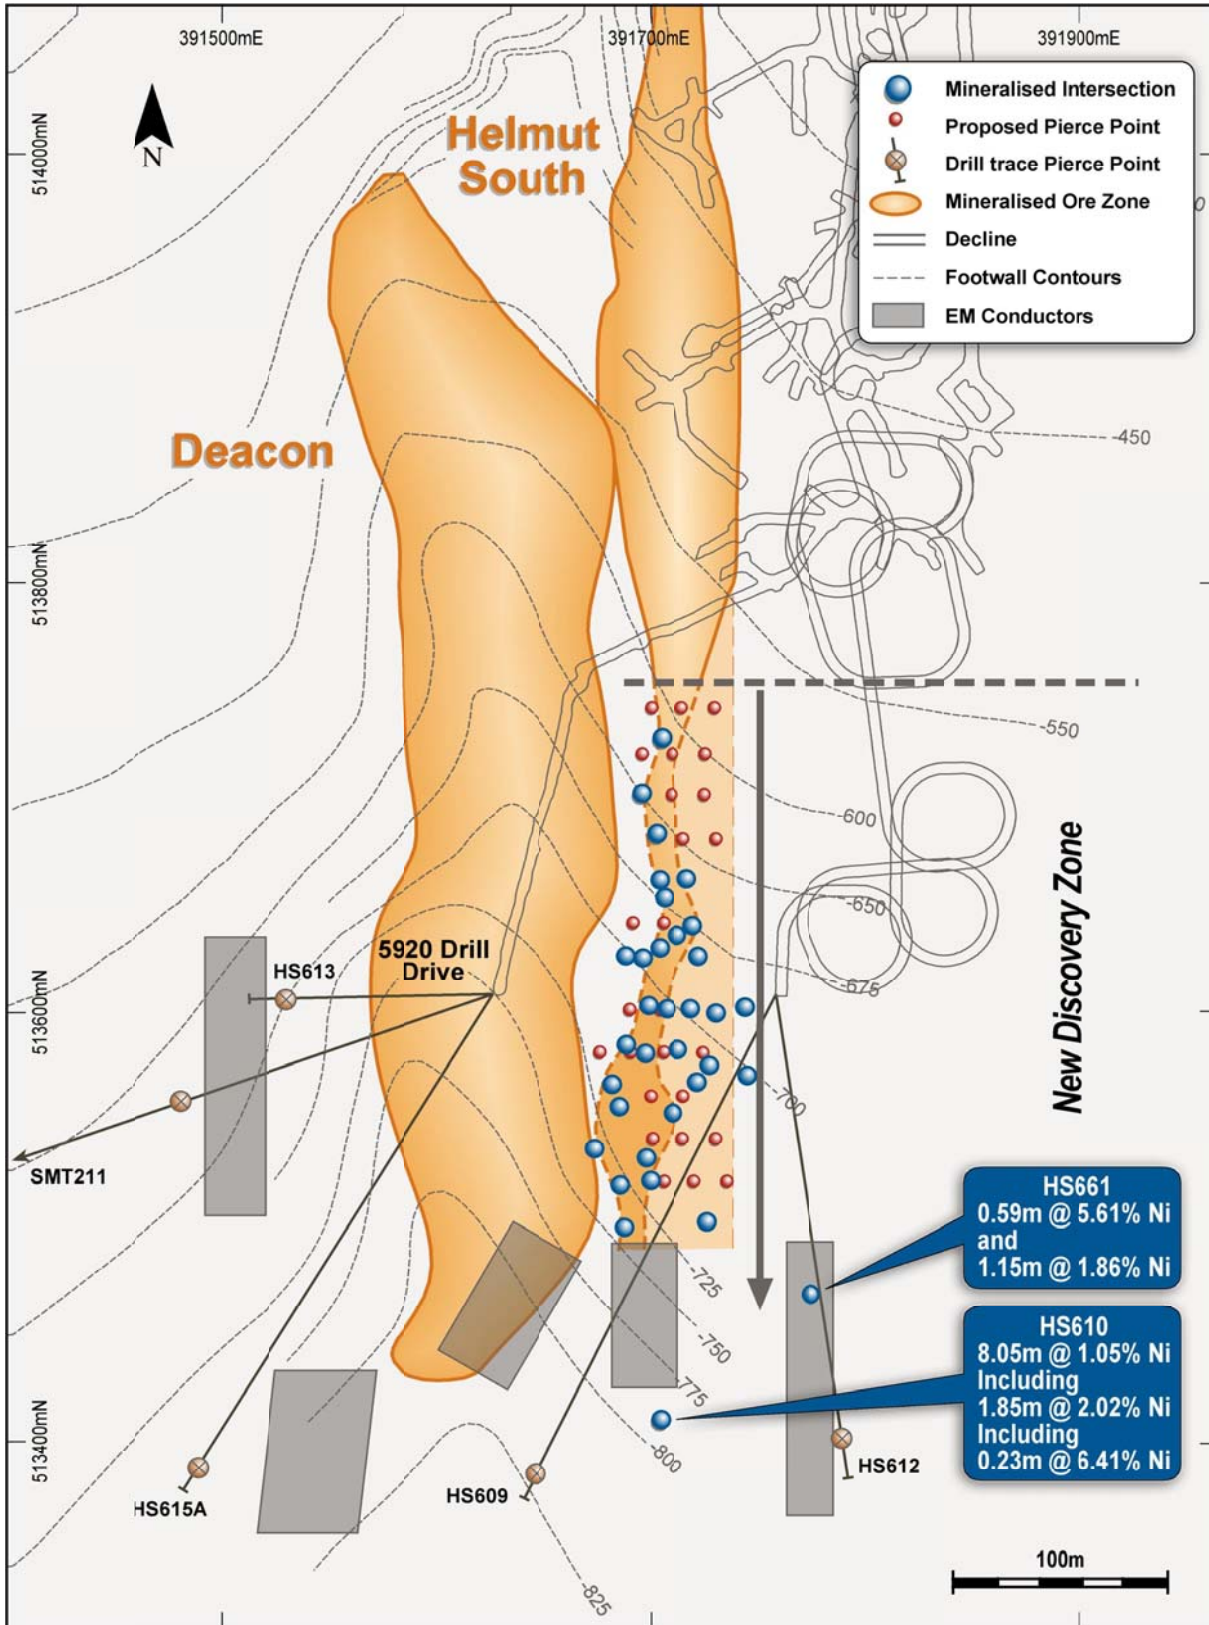 391500mE
391700mE
391900mE
Mineralised Intersection
Proposed Pierce Point
Drill trace Pierce Point
Mineralised Ore Zone
Decline
Footwall Contours
EM Conductors
N
Helmut
South
514000mN
Deacon
-450
513800mN
-550
-600
New Discovery Zone
-650
5920 Drill
Drive
HS613
-675
513600mN
-700
SMT211
HS661
0.59m @ 5.61% Ni
and
1.15m @ 1.86% Ni
-725
-750
-775
HS610
8.05m @ 1.05% Ni
Including
1.85m @ 2.02% Ni
Including
0.23m @ 6.41% Ni
513400mN
-800
HS612
HS609
HS615A
-825
100m